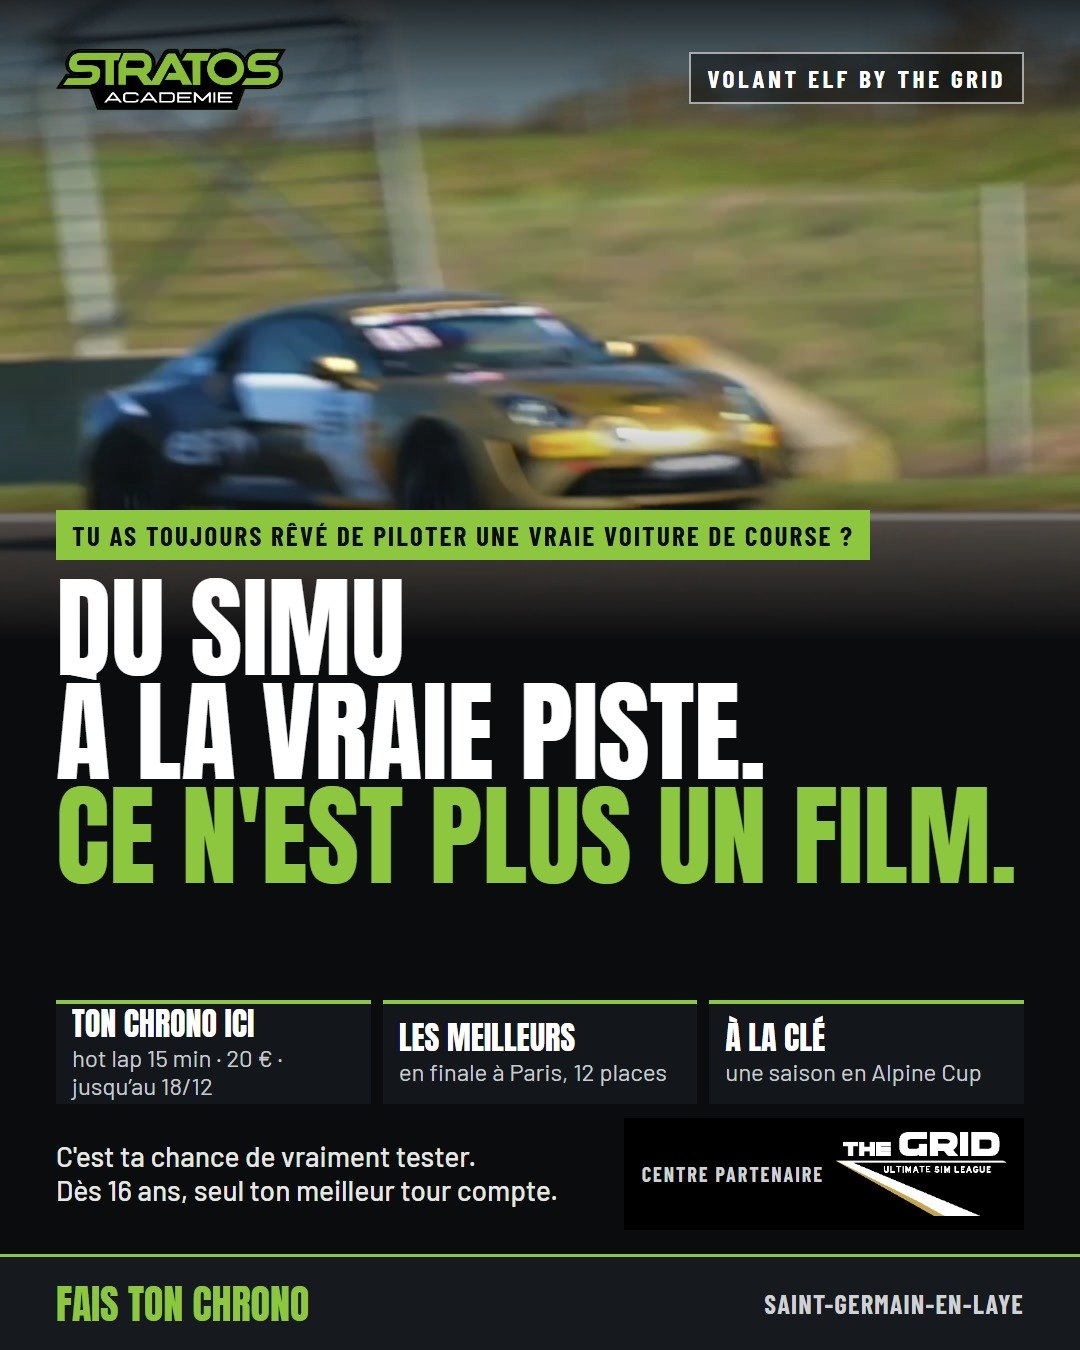 STRATOS
ACADEMIE
VOLANT ELF BY THE GRID
TU AS TOUJOURS RÊVÉ DE PILOTER UNE VRAIE VOITURE DE COURSE ?
DU SIMU
À LA VRAIE PISTE.
CE N'EST PLUS UN FILM.
TON CHRONO ICI
hot lap 15 min · 20 € ·
jusqu’au 18/12
LES MEILLEURS
en finale à Paris, 12 places
À LA CLÉ
une saison en Alpine Cup
C'est ta chance de vraiment tester.
Dès 16 ans, seul ton meilleur tour compte.
CENTRE PARTENAIRE
THE GRID
ULTIMATE SIM LEAGUE
FAIS TON CHRONO
SAINT-GERMAIN-EN-LAYE